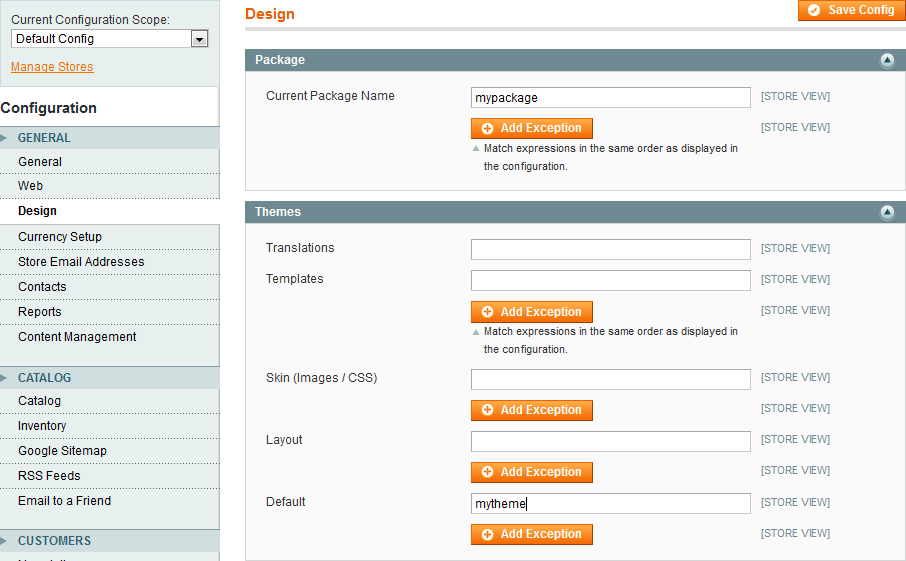 Current Configuration Scope:
Default Config
Manage Stores
Configuration
GENERAL
General
Web
Design
Currency Setup
Store Email Addresses
Contacts
Reports
Content Management
CATALOG
Catalog
Inventory
Google Sitemap
RSS Feeds
Email to a Friend
CUSTOMERS
Design
Save Config
Package
Current Package Name mypackage [STORE VIEW]
Add Exception [STORE VIEW]
Match expressions in the same order as displayed in
the configuration.
Themes
Translations [STORE VIEW]
Templates [STORE VIEW]
Add Exception [STORE VIEW]
Match expressions in the same order as displayed in
the configuration.
Skin (Images / CSS) [STORE VIEW]
Add Exception [STORE VIEW]
Layout [STORE VIEW]
Add Exception [STORE VIEW]
Default mytheme [STORE VIEW]
Add Exception [STORE VIEW]